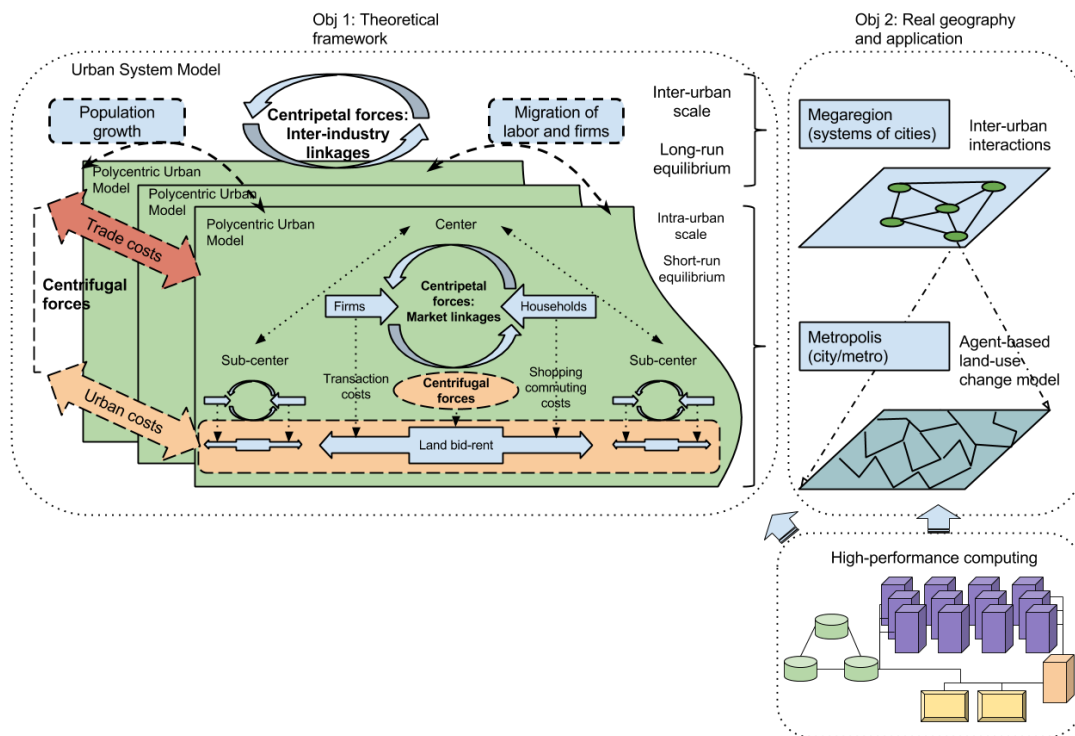 Obj 1: Theoretical
framework
Obj 2: Real geography
and application
Urban System Model
Population
growth
Centripetal forces:
Inter-industry
linkages
Migration of
labor and firms
Inter-urban
scale
Long-run
equilibrium
Polycentric Urban
Model
Polycentric Urban
Model
Polycentric Urban
Model
Center
Intra-urban
scale
Short-run
equilibrium
Trade costs
Centrifugal
forces
Urban costs
Firms
Centripetal
forces:
Market linkages
Households
Sub-center
Sub-center
Transaction
costs
Centrifugal
forces
Shopping
commuting
costs
Land bid-rent
Megaregion
(systems of cities)
Inter-urban
interactions
Metropolis
(city/metro)
Agent-based
land-use
change model
High-performance computing